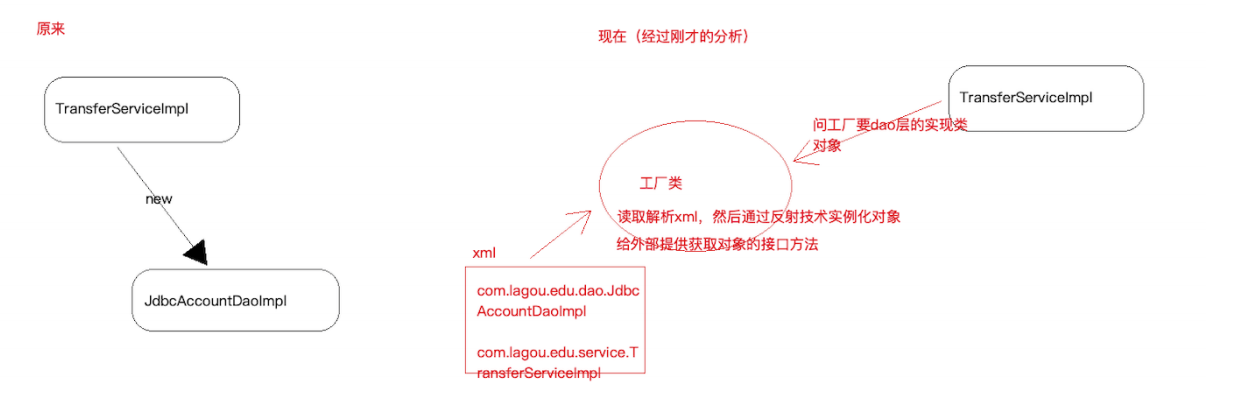 原来
TransferServiceImpl
new
JdbcAccountDaoImpl
现在（经过刚才的分析）
TransferServiceImpl
问工厂要dao层的实现类
对象
工厂类
读取解析xml，然后通过反射技术实例化对象
给外部提供获取对象的接口方法
xml
com.lagou.edu.dao.Jdbc
AccountDaoImpl
com.lagou.edu.service.T
ransferServiceImpl